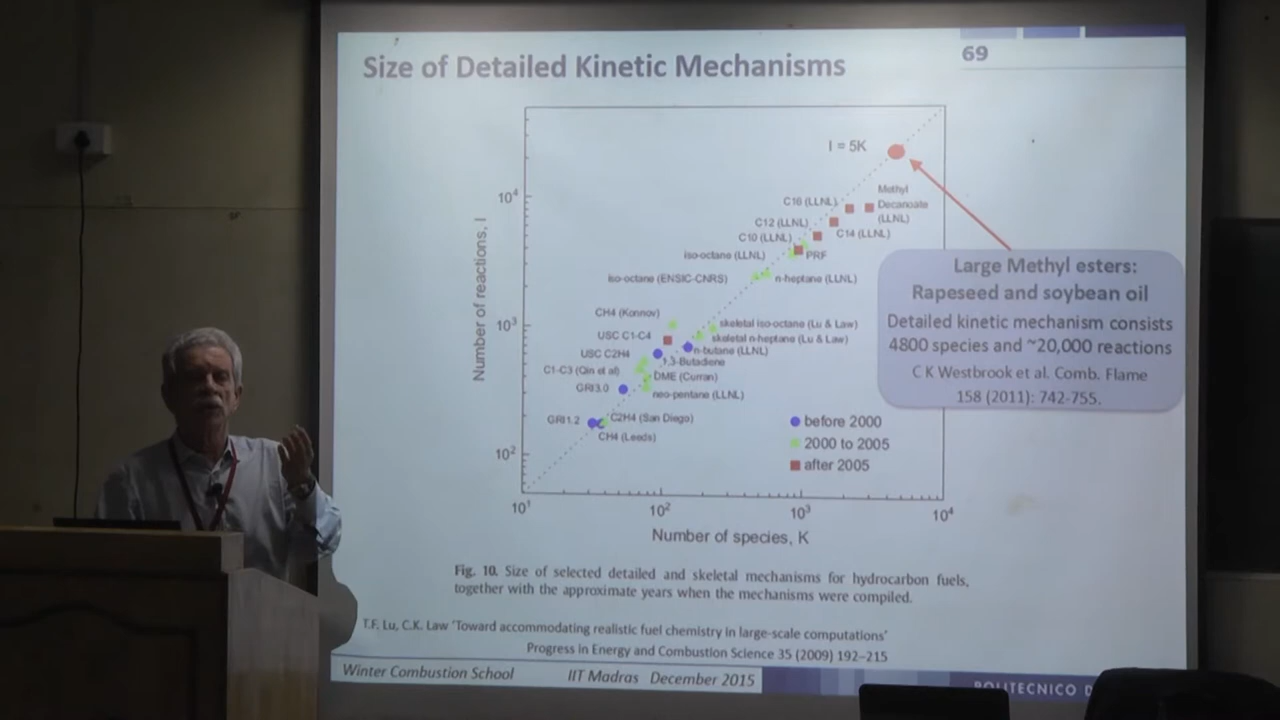 Size of Detailed Kinetic Mechanisms
69
I = 5K
Methyl
Decanoate
(LLNL)
C16 (LLNL)
C12 (LLNL)
C14 (LLNL)
C10 (LLNL)
iso-octane (LLNL)
PRF
iso-octane (ENSIC-CNRS)
n-heptane (LLNL)
CH4 (Konnov)
skeletal iso-octane (Lu & Law)
USC C1-C4
skeletal n-heptane (Lu & Law)
n-butane (LLNL)
USC C2H4
1,3-Butadiene
C1-C3 (Qin et al)
DME (Curran)
GRI3.0
neo-pentane (LLNL)
GRI1.2
C2H4 (San Diego)
CH4 (Leeds)
before 2000
2000 to 2005
after 2005
Number of reactions, I
10⁴
10³
10²
10¹
10²
10³
10⁴
Number of species, K
Large Methyl esters:
Rapeseed and soybean oil
Detailed kinetic mechanism consists
4800 species and ~20,000 reactions
C K Westbrook et al. Comb. Flame
158 (2011): 742-755.
Fig. 10. Size of selected detailed and skeletal mechanisms for hydrocarbon fuels,
together with the approximate years when the mechanisms were compiled.
T.F. Lu, C.K. Law 'Toward accommodating realistic fuel chemistry in large-scale computations'
Progress in Energy and Combustion Science 35 (2009) 192–215
Winter Combustion School
IIT Madras December 2015
POLITECNICO D